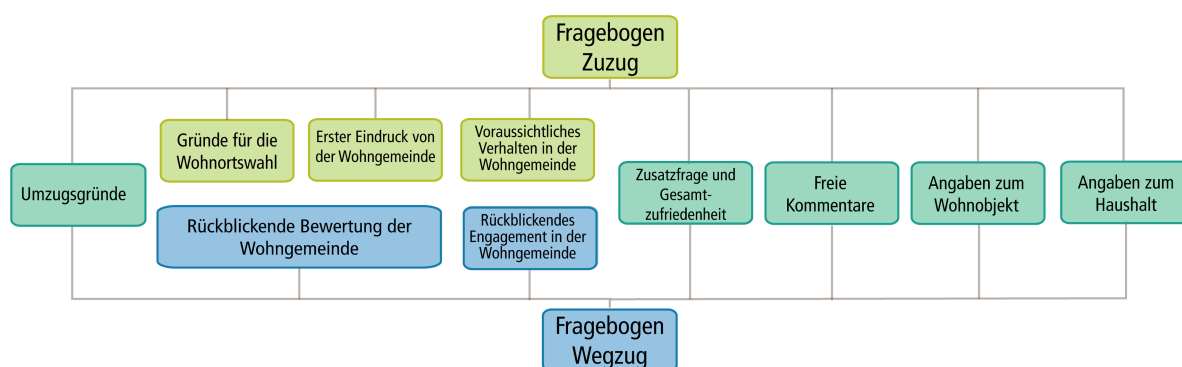 Fragebogen
Zuzug
Umzugsgründe
Gründe für die
Wohnortswahl
Erster Eindruck von
der Wohngemeinde
Voraussichtliches
Verhalten in der
Wohngemeinde
Rückblickende Bewertung der
Wohngemeinde
Rückblickendes
Engagement in der
Wohngemeinde
Zusatzfrage und
Gesamt-
zufriedenheit
Freie
Kommentare
Angaben zum
Wohnobjekt
Angaben zum
Haushalt
Fragebogen
Wegzug